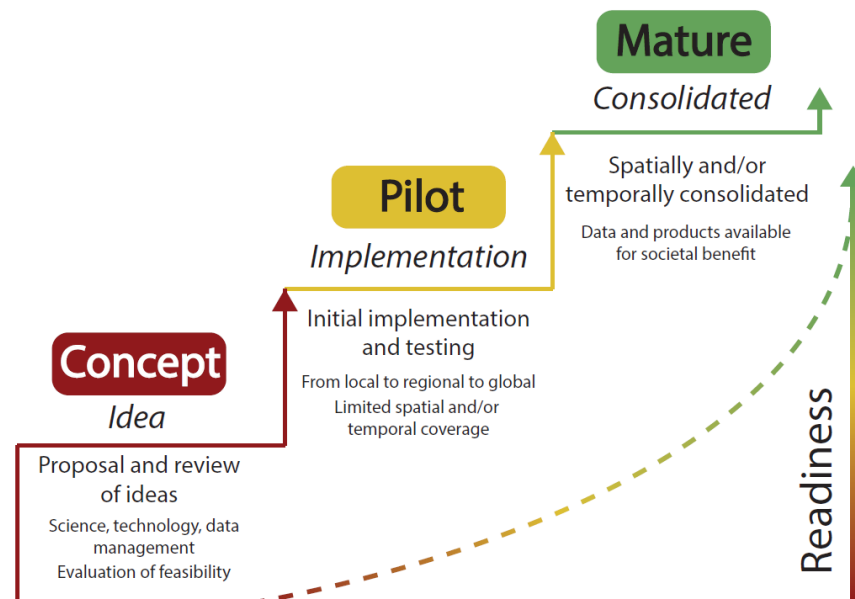 Mature
Consolidated
Spatially and/or
temporally consolidated
Data and products available
for societal benefit
Pilot
Implementation
Initial implementation
and testing
From local to regional to global
Limited spatial and/or
temporal coverage
Concept
Idea
Proposal and review
of ideas
Science, technology, data
management
Evaluation of feasibility
Readiness